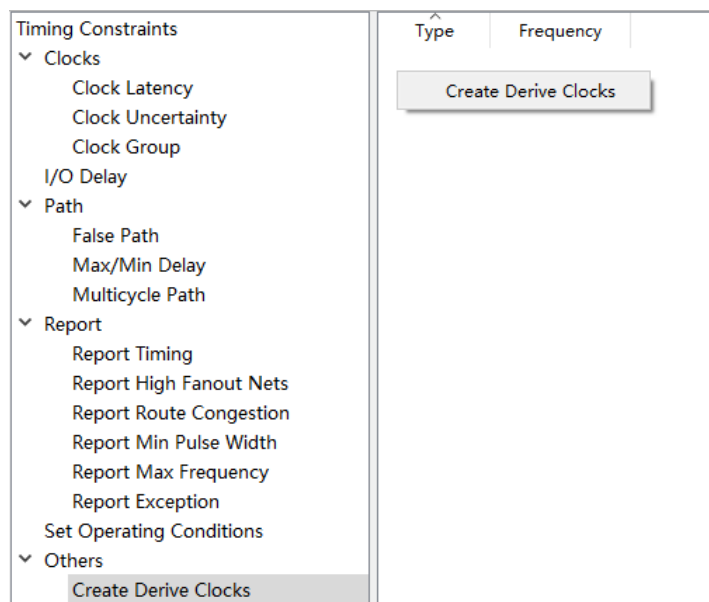 Timing Constraints
Clocks
Clock Latency
Clock Uncertainty
Clock Group
I/O Delay
Path
False Path
Max/Min Delay
Multicycle Path
Report
Report Timing
Report High Fanout Nets
Report Route Congestion
Report Min Pulse Width
Report Max Frequency
Report Exception
Set Operating Conditions
Others
Create Derive Clocks
Type Frequency
Create Derive Clocks